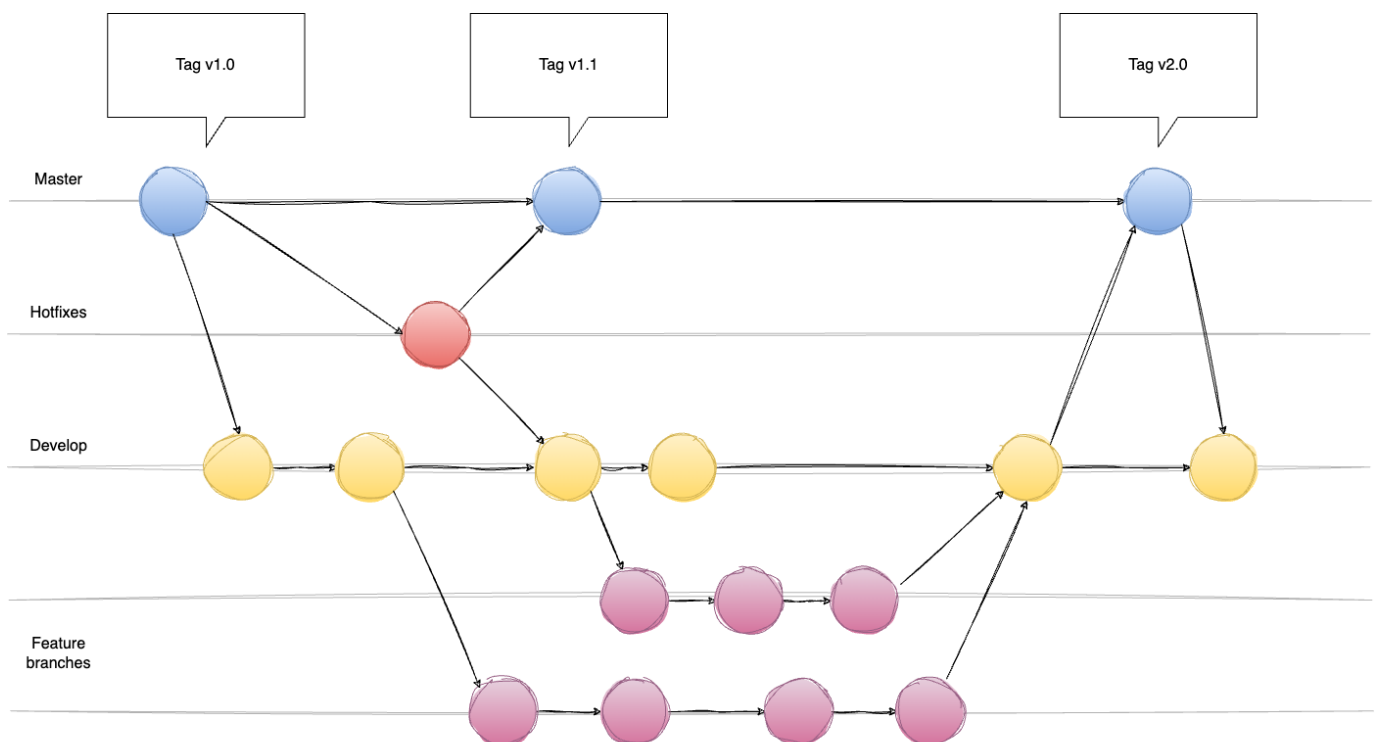 Tag v1.0
Tag v1.1
Tag v2.0
Master
Hotfixes
Develop
Feature
branches